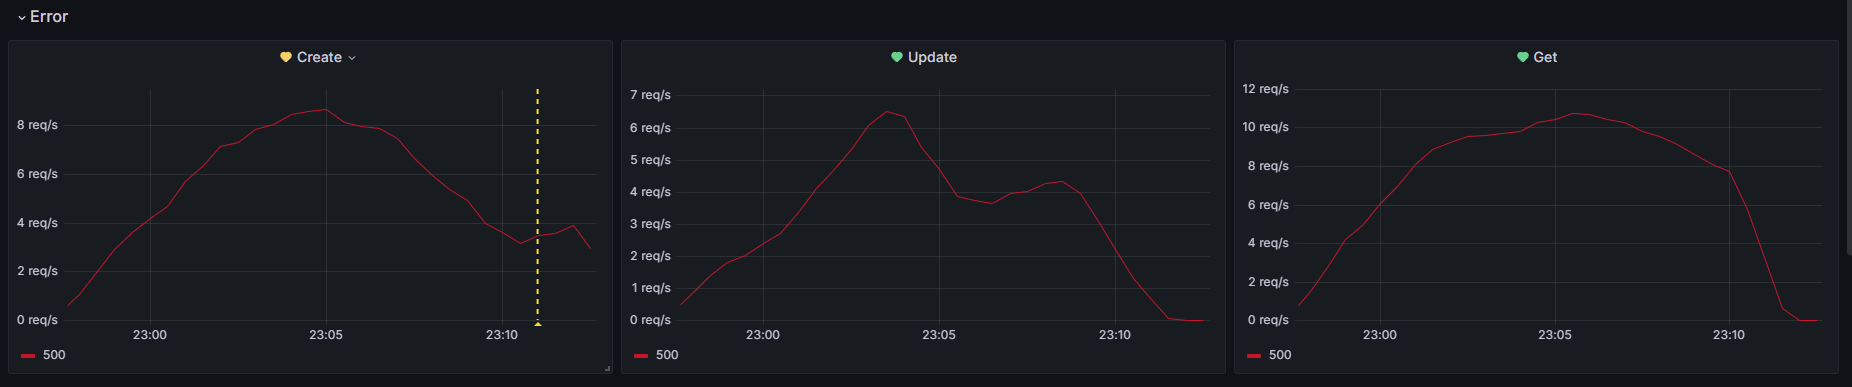 Error
Create
8 req/s
6 req/s
4 req/s
2 req/s
0 req/s
23:00 23:05 23:10
500
Update
7 req/s
6 req/s
5 req/s
4 req/s
3 req/s
2 req/s
1 req/s
0 req/s
23:00 23:05 23:10
500
Get
12 req/s
10 req/s
8 req/s
6 req/s
4 req/s
2 req/s
0 req/s
23:00 23:05 23:10
500